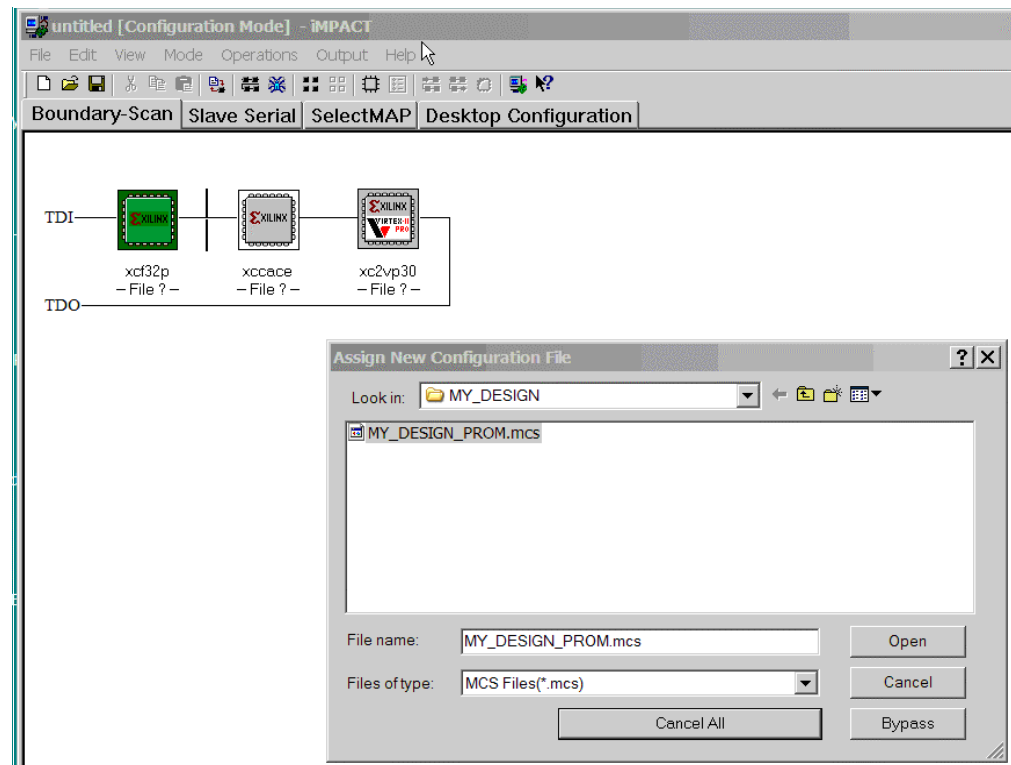 untitled [Configuration Mode] - iMPACT
File Edit View Mode Operations Output Help
Boundary-Scan Slave Serial SelectMAP Desktop Configuration
TDI
XILINX XILINX XILINX
VIRTEX-II
PRO
xcf32p xccace xc2vp30
-- File ? -- -- File ? -- -- File ? --
TDO
Assign New Configuration File
Look in: MY_DESIGN
MY_DESIGN_PROM.mcs
File name: MY_DESIGN_PROM.mcs Open
Files of type: MCS Files(*.mcs) Cancel
Cancel All Bypass